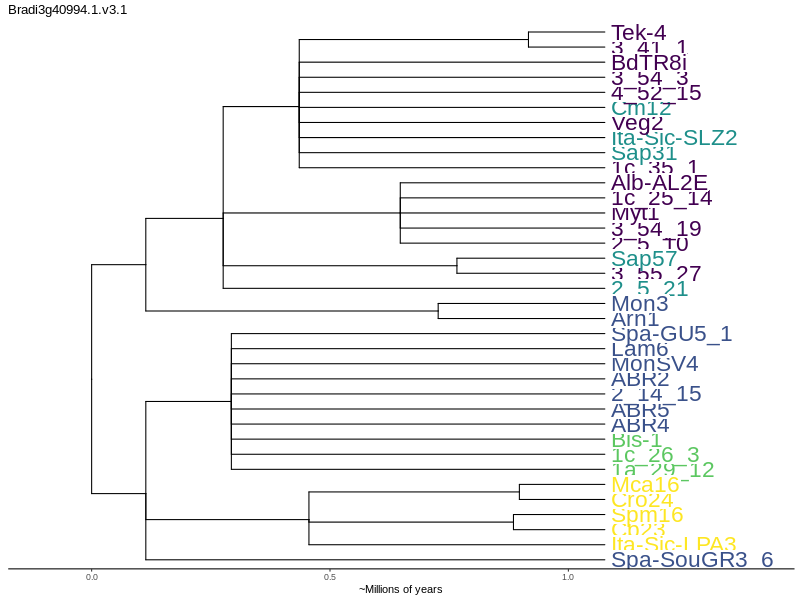 Bradi3g40994.1.v3.1
Tek-4
3_41_1
BdTR8i
3_54_3
4_52_15
Cm12
Veg2
Ita-Sic-SLZ2
Sap31
1c_35_1
Alb-AL2E
1c_25_14
Myt1
3_54_19
2_5_10
Sap57
3_55_27
2_5_21
Mon3
Arn1
Spa-GU5_1
Lam6
MonSV4
ABR2
2_14_15
ABR5
ABR4
Bis-1
1c_26_3
1a_29_12
Mca16
Cro24
Spm16
Cb23
Ita-Sic-LPA3
Spa-SouGR3_6
0.0 0.5 1.0
~Millions of years